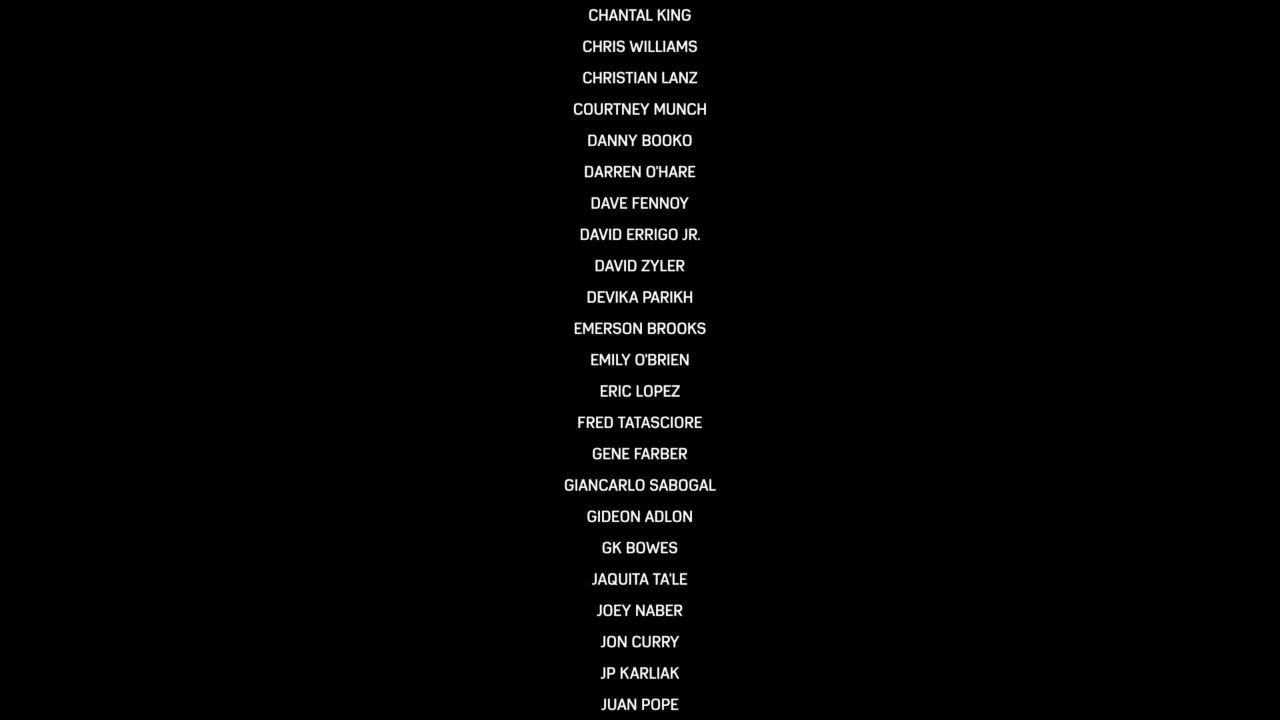 CHANTAL KING
CHRIS WILLIAMS
CHRISTIAN LANZ
COURTNEY MUNCH
DANNY BOOKO
DARREN O'HARE
DAVE FENNOY
DAVID ERRIGO JR.
DAVID ZYLER
DEVIKA PARIKH
EMERSON BROOKS
EMILY O'BRIEN
ERIC LOPEZ
FRED TATASCIORE
GENE FARBER
GIANCARLO SABOGAL
GIDEON ADLON
GK BOWES
JAQUITA TA'LE
JOEY NABER
JON CURRY
JP KARLIAK
JUAN POPE